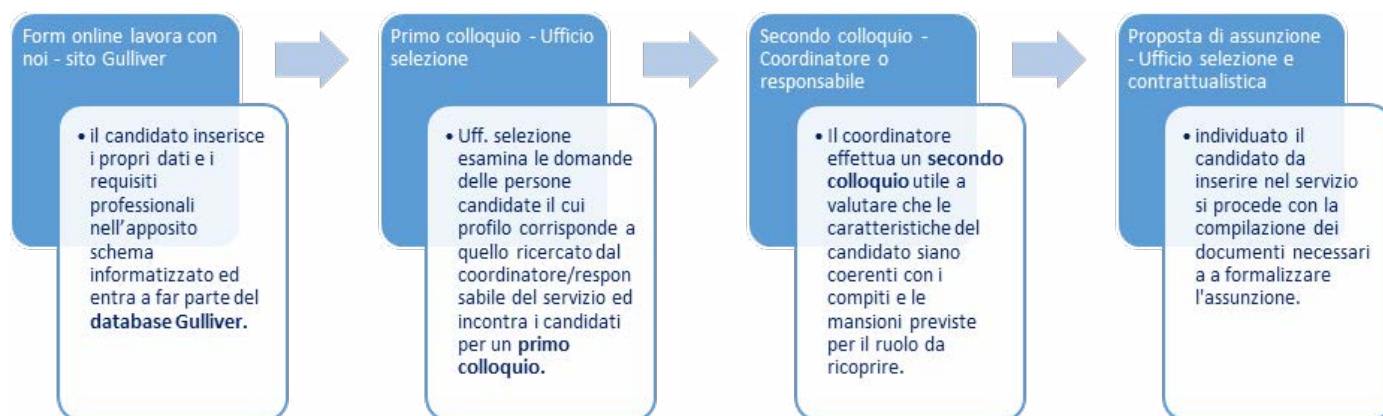 Form online lavora con
noi - sito Gulliver
• il candidato inserisce
i propri dati e i
requisiti
professionali
nell'apposito
schema
informatizzato ed
entra a far parte del
database Gulliver.
Primo colloquio - Ufficio
selezione
• Uff. selezione
esamina le domande
delle persone
candidate il cui
profilo corrisponde a
quello ricercato dal
coordinatore/respon
sabile del servizio ed
incontra i candidati
per un primo
colloquio.
Secondo colloquio -
Coordinatore o
responsabile
• Il coordinatore
effettua un secondo
colloquio utile a
valutare che le
caratteristiche del
candidato siano
coerenti con i
compiti e le
mansioni previste
per il ruolo da
ricoprire.
Proposta di assunzione
- Ufficio selezione e
contrattualistica
• individuato il
candidato da
inserire nel servizio
si procede con la
compilazione dei
documenti necessari
a a formalizzare
l'assunzione.